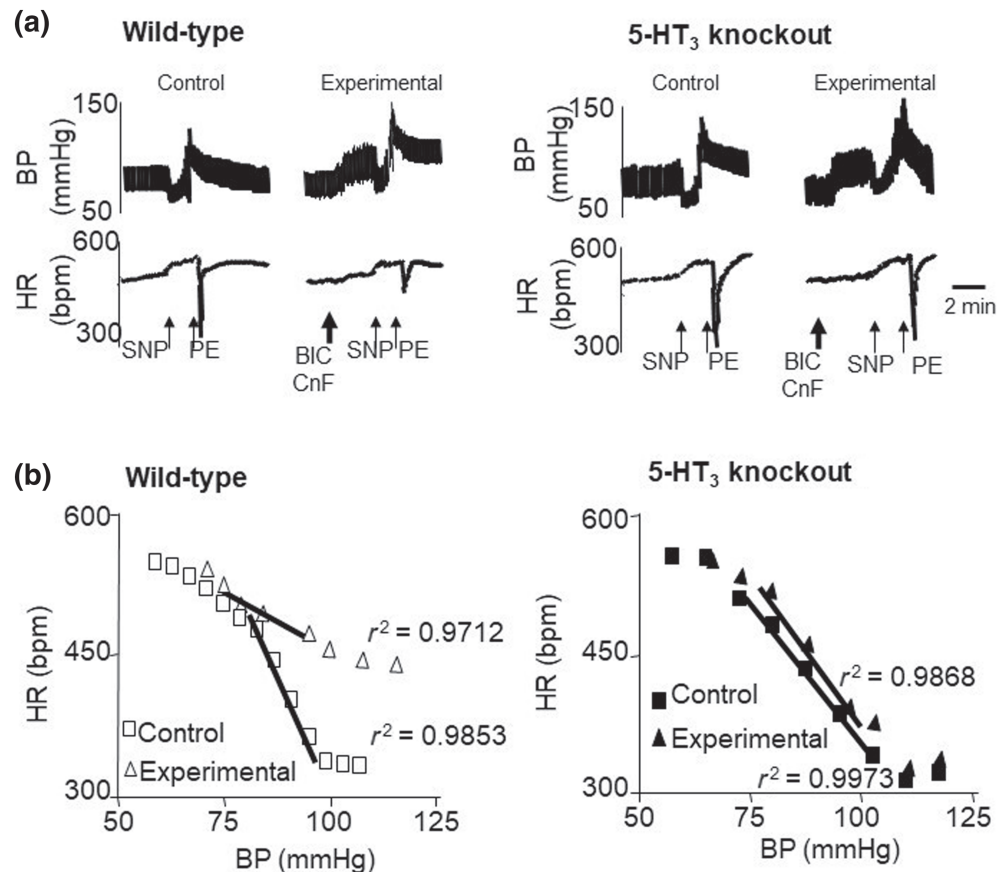 (a)
Wild-type
5-HT₃ knockout
Control Experimental
Control Experimental
150
BP
(mmHg)
50
600
HR
(bpm)
300
SNP PE
BIC
CnF
SNP PE
150
BP
(mmHg)
50
600
HR
(bpm)
300
SNP PE
BIC
CnF
SNP PE
2 min
(b)
Wild-type
600
HR (bpm)
450
300
r² = 0.9712
r² = 0.9853
□ Control
△ Experimental
50 75 100 125
BP (mmHg)
5-HT₃ knockout
600
HR (bpm)
450
300
r² = 0.9868
■ Control
▲ Experimental
r² = 0.9973
50 75 100 125
BP (mmHg)